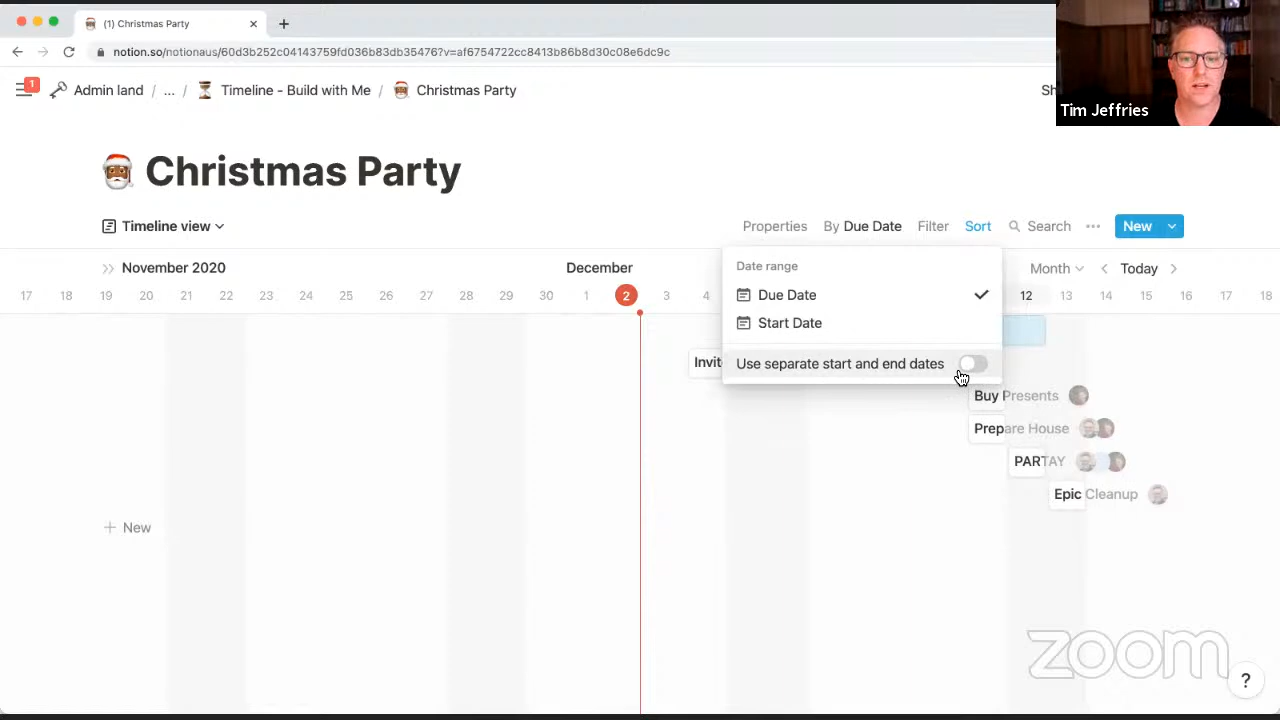 (1) Christmas Party
notion.so/notionaus/60d3b252c04143759fd036b83db35476?v=af6754722cc8413b86b8d30c08e6dc9c
1
Admin land / ... / Timeline - Build with Me / Christmas Party
Sh
Tim Jeffries
Christmas Party
Timeline view
Properties By Due Date Filter Sort Search ••• New
November 2020 December
Month Today
17 18 19 20 21 22 23 24 25 26 27 28 29 30 1 2 3 4 12 13 14 15 16 17 18
Date range
Due Date
Start Date
Use separate start and end dates
Invit
Buy Presents
Prepare House
PARTAY
Epic Cleanup
+ New
zoom
?